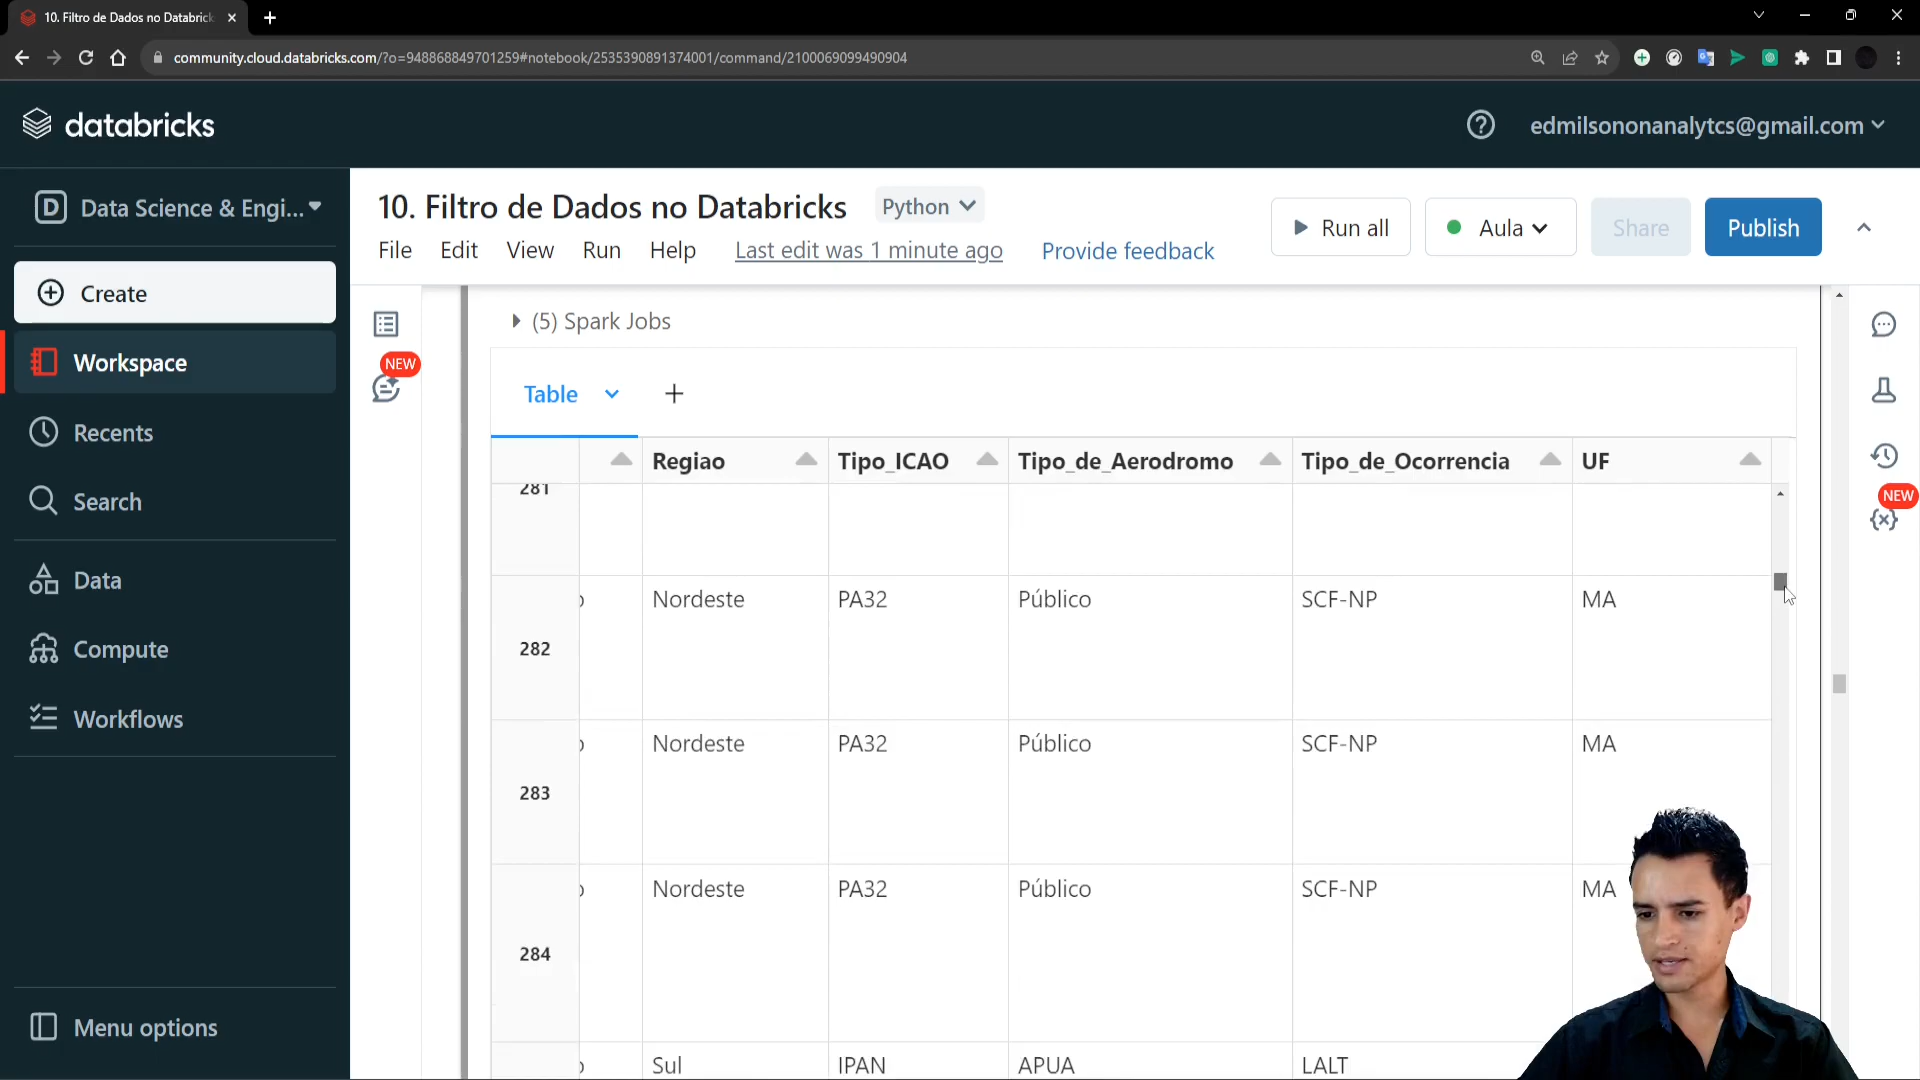 10. Filtro de Dados no Databrick
community.cloud.databricks.com/?o=948868849701259#notebook/2535390891374001/command/2100069099490904
databricks
edmilsononanalytcs@gmail.com
D Data Science & Engi...
Create
Workspace
Recents
Search
Data
Compute
Workflows
Menu options
10. Filtro de Dados no Databricks
Python
File Edit View Run Help Last edit was 1 minute ago Provide feedback
Run all
Aula
Share
Publish
NEW
NEW
(5) Spark Jobs
Table
Regiao Tipo_ICAO Tipo_de_Aerodromo Tipo_de_Ocorrencia UF
281
282 Nordeste PA32 Público SCF-NP MA
283 Nordeste PA32 Público SCF-NP MA
284 Nordeste PA32 Público SCF-NP MA
Sul IPAN APUA LALT